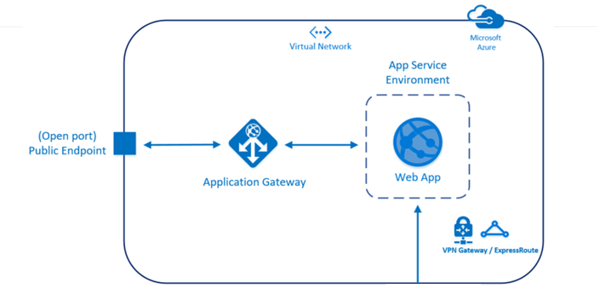 Microsoft
Azure
Virtual Network
App Service
Environment
(Open port)
Public Endpoint
Application Gateway
Web App
VPN Gateway / ExpressRoute